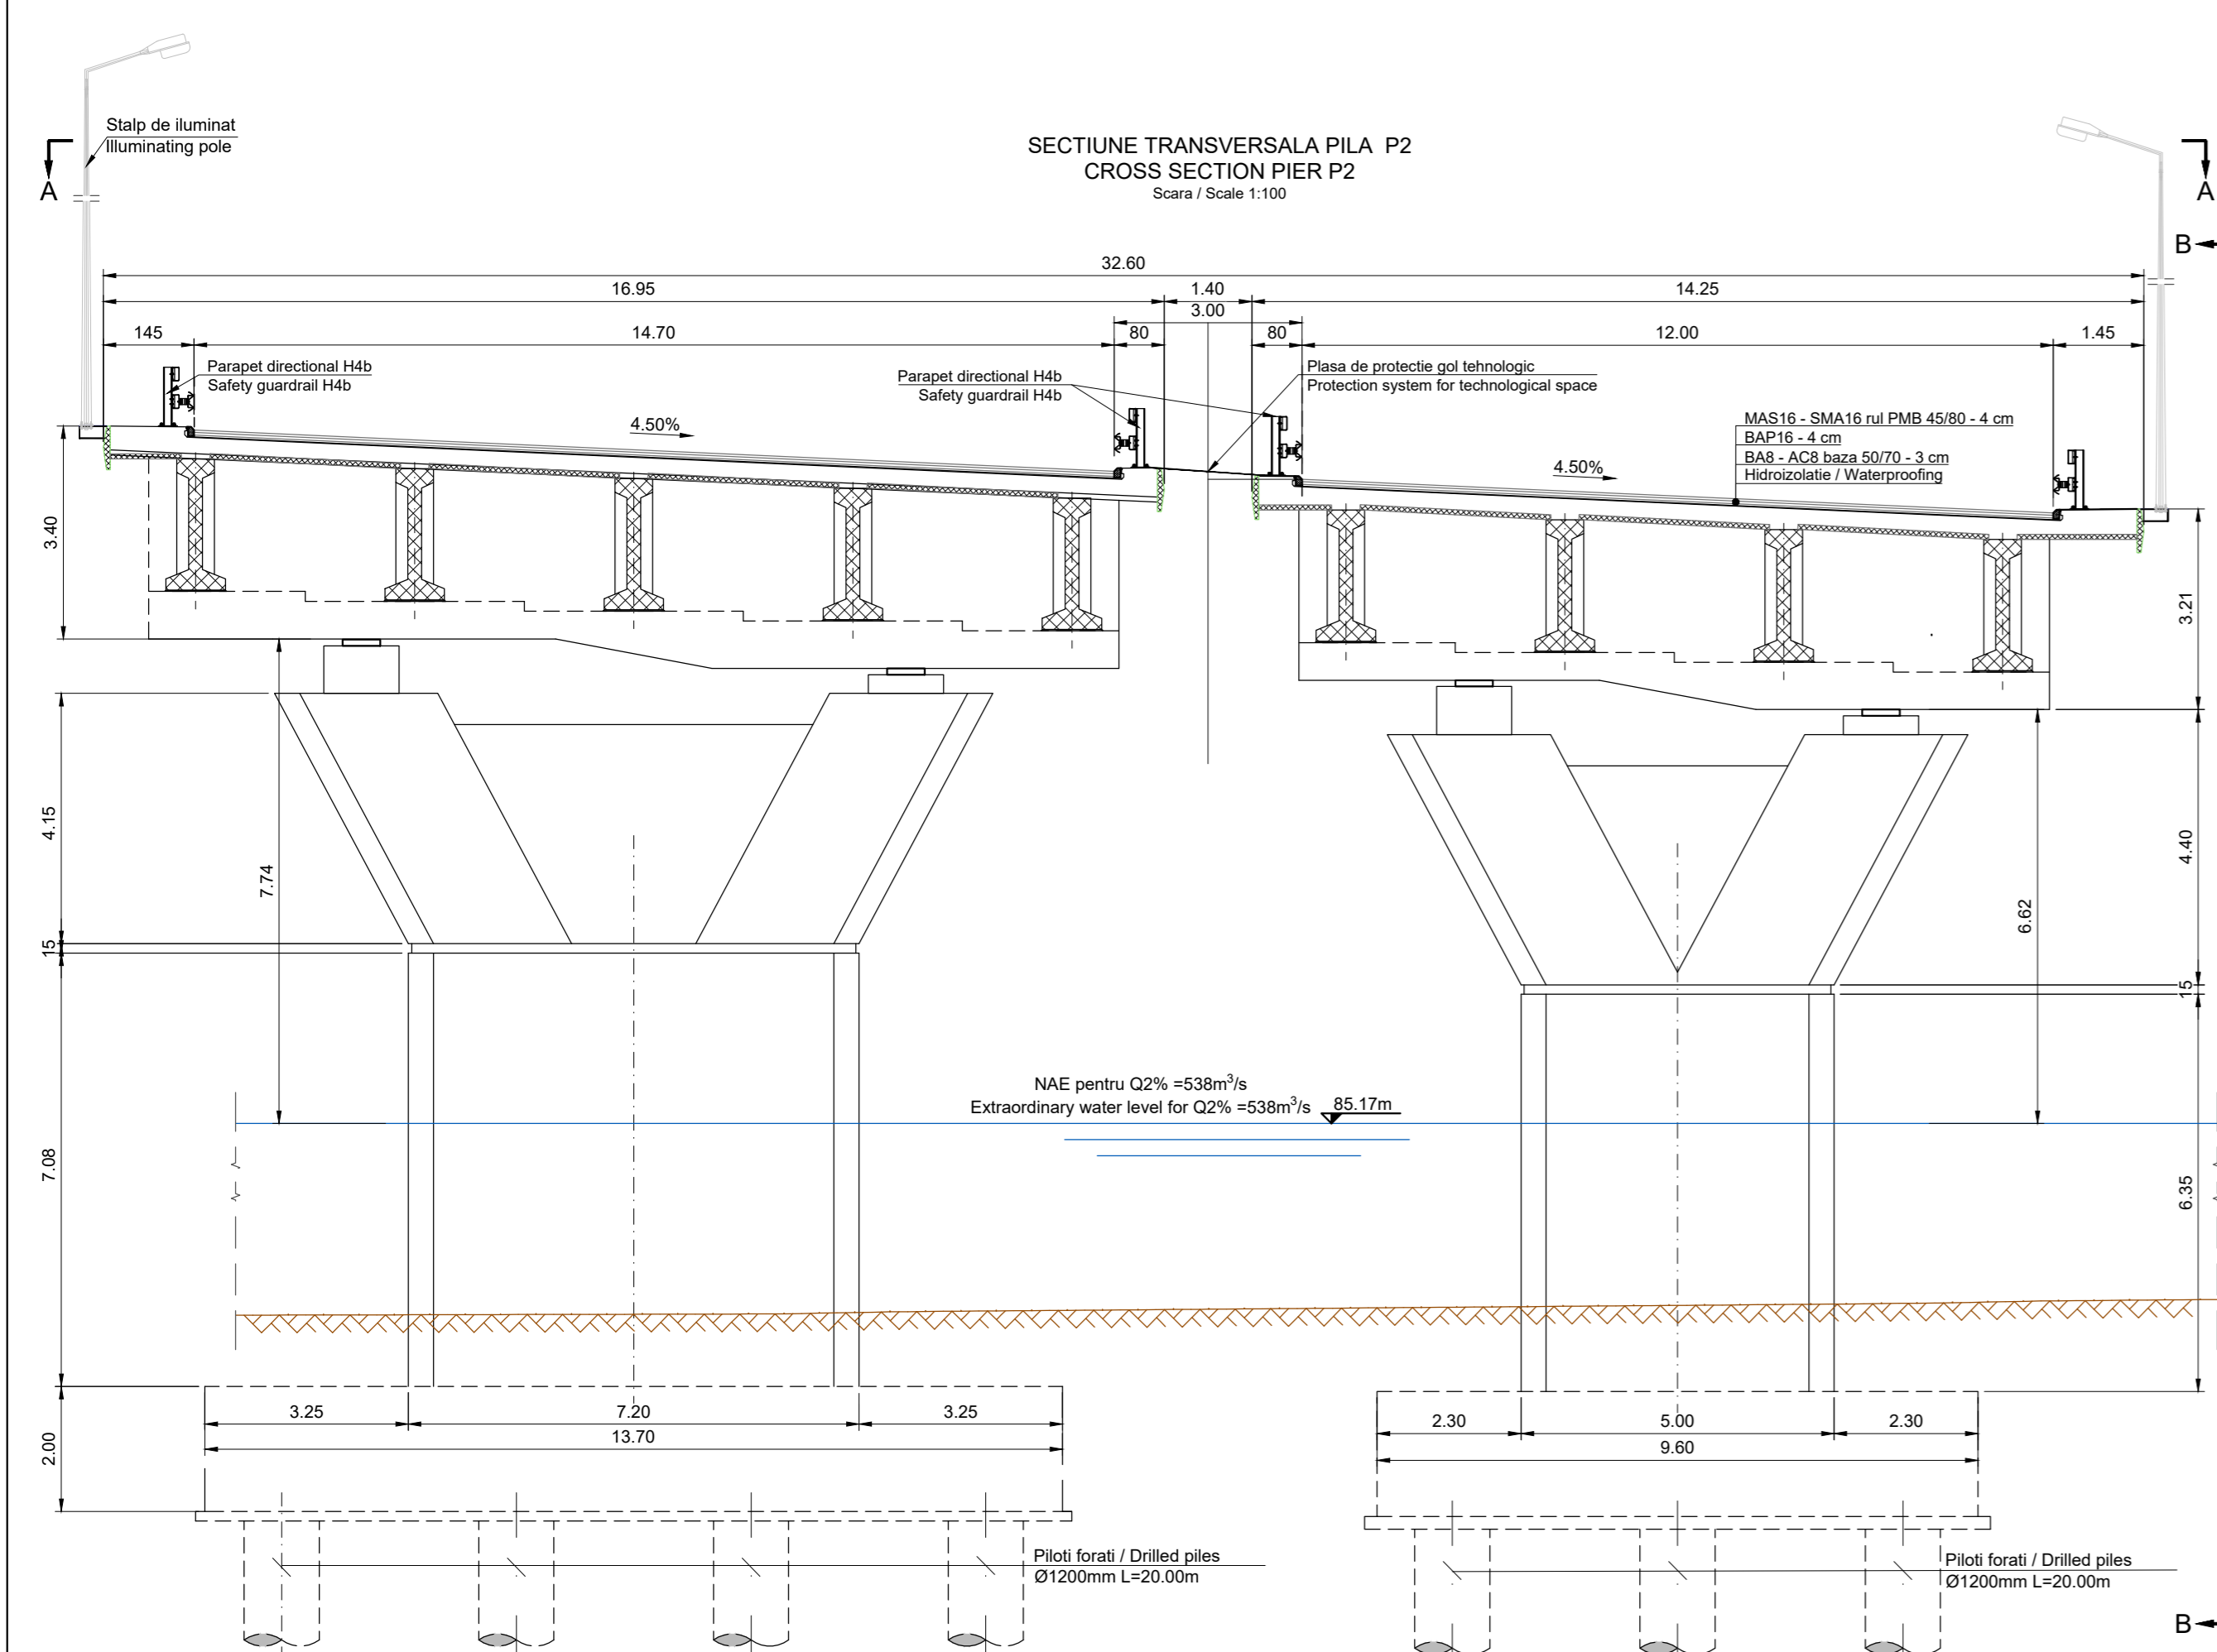 Stalp de iluminat
Illuminating pole
SECTIUNE TRANSVERSALA PILA P2
CROSS SECTION PIER P2
Scara / Scale 1:100
A
A
B
32.60
16.95
1.40
14.25
3.00
145
14.70
80
80
12.00
1.45
Parapet directional H4b
Safety guardrail H4b
Parapet directional H4b
Safety guardrail H4b
Plasa de protectie gol tehnologic
Protection system for technological space
4.50%
4.50%
MAS16 - SMA16 rul PMB 45/80 - 4 cm
BAP16 - 4 cm
BA8 - AC8 baza 50/70 - 3 cm
Hidroizolatie / Waterproofing
3.40
3.21
4.15
7.74
4.40
6.62
15
15
NAE pentru Q2% =538m³/s
Extraordinary water level for Q2% =538m³/s
85.17m
7.08
6.35
3.25
7.20
3.25
13.70
2.30
5.00
2.30
9.60
2.00
Piloti forati / Drilled piles
Ø1200mm L=20.00m
Piloti forati / Drilled piles
Ø1200mm L=20.00m
B